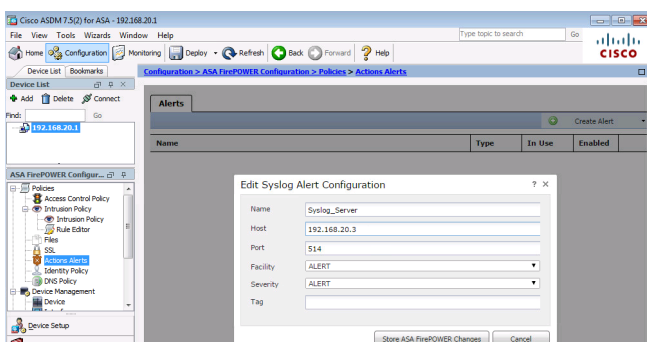 Cisco ASDM 7.5(2) for ASA - 192.168.20.1
File View Tools Wizards Window Help
Type topic to search
Go
Home Configuration Monitoring Deploy Refresh Back Forward Help
CISCO
Device List Bookmarks
Configuration > ASA FirePOWER Configuration > Policies > Actions Alerts
Device List
Add Delete Connect
Find: Go
192.168.20.1
Alerts
Create Alert
Name Type In Use Enabled
ASA FirePOWER Configur...
Policies
Access Control Policy
Intrusion Policy
Intrusion Policy
Rule Editor
Files
SSL
Actions Alerts
Identity Policy
DNS Policy
Device Management
Device
Device Setup
Edit Syslog Alert Configuration ? ×
Name Syslog_Server
Host 192.168.20.3
Port 514
Facility ALERT
Severity ALERT
Tag
Store ASA FirePOWER Changes Cancel